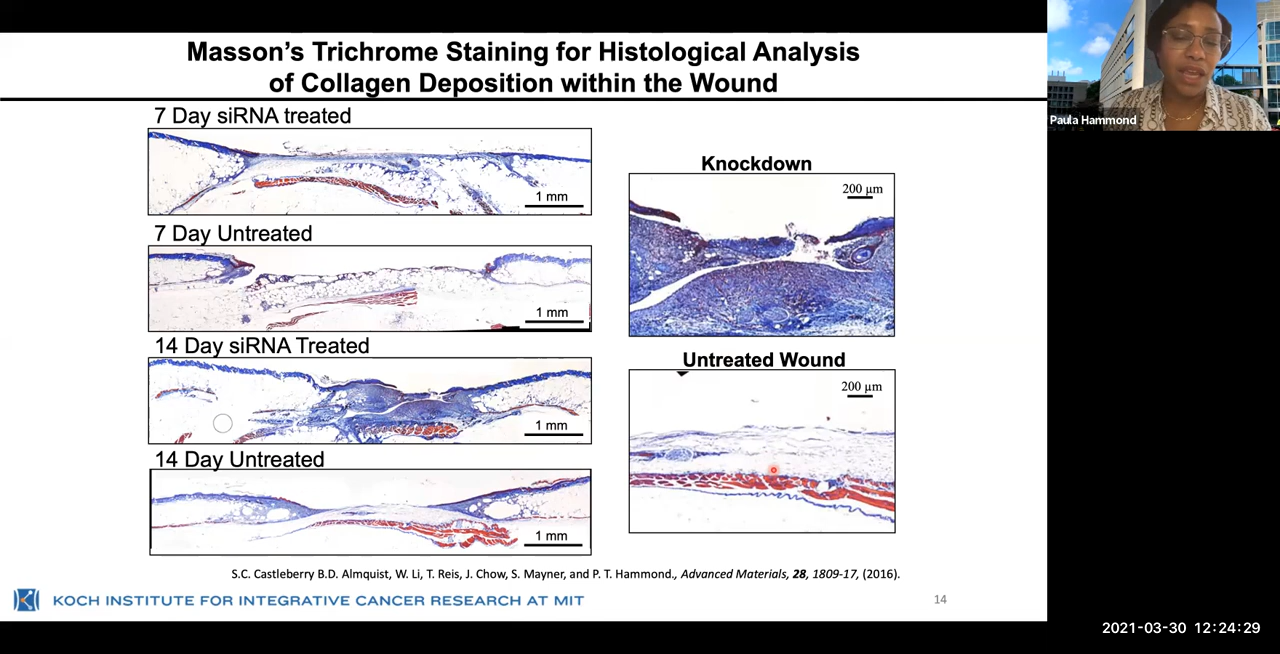 Masson's Trichrome Staining for Histological Analysis
of Collagen Deposition within the Wound
7 Day siRNA treated
1 mm
7 Day Untreated
1 mm
14 Day siRNA Treated
1 mm
14 Day Untreated
1 mm
Knockdown
200 µm
Untreated Wound
200 µm
S.C. Castleberry B.D. Almquist, W. Li, T. Reis, J. Chow, S. Mayner, and P. T. Hammond., Advanced Materials, 28, 1809-17, (2016).
KOCH INSTITUTE FOR INTEGRATIVE CANCER RESEARCH AT MIT
14
Paula Hammond
2021-03-30 12:24:29